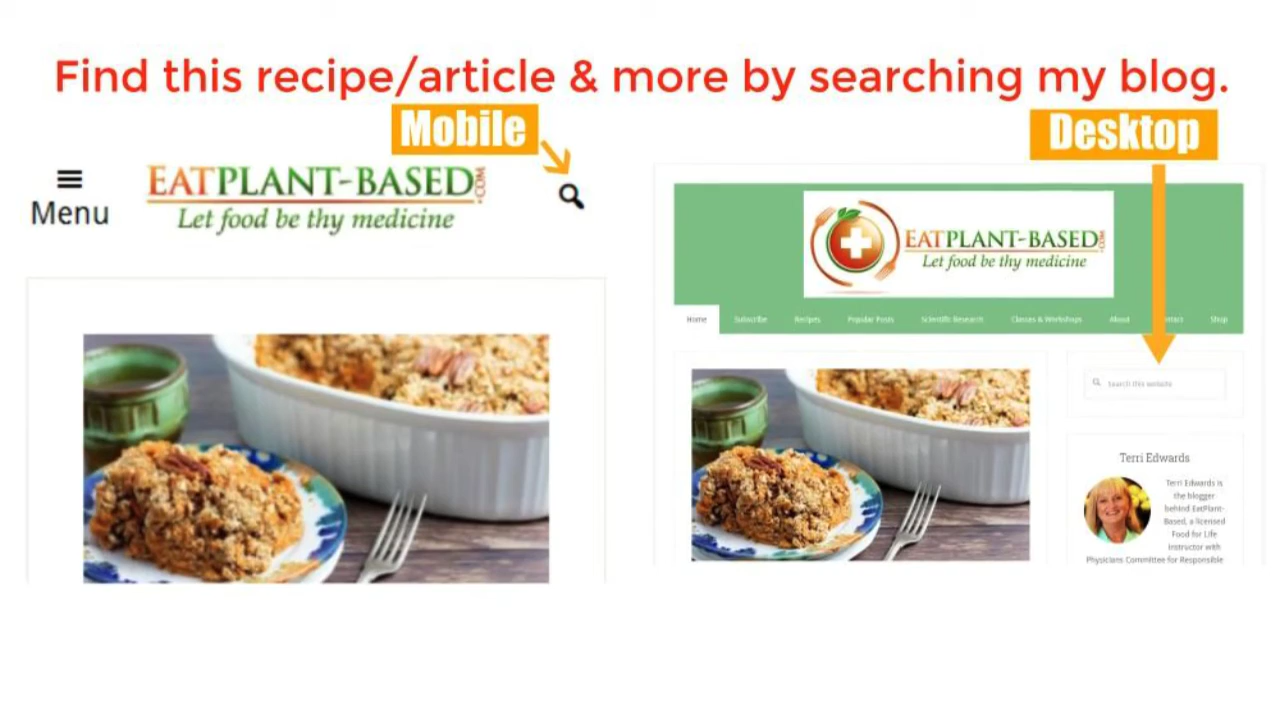 Find this recipe/article & more by searching my blog.
Mobile
Desktop
Menu
EATPLANT-BASED.COM
Let food be thy medicine
EATPLANT-BASED.COM
Let food be thy medicine
Home Subscribe Recipes Popular Posts Scientific Research Classes & Workshops About Shop
Search this website
Terri Edwards
Terri Edwards is
the blogger
behind EatPlant-
Based, a licensed
Food for Life
Instructor with
Physicians Committee for Responsible